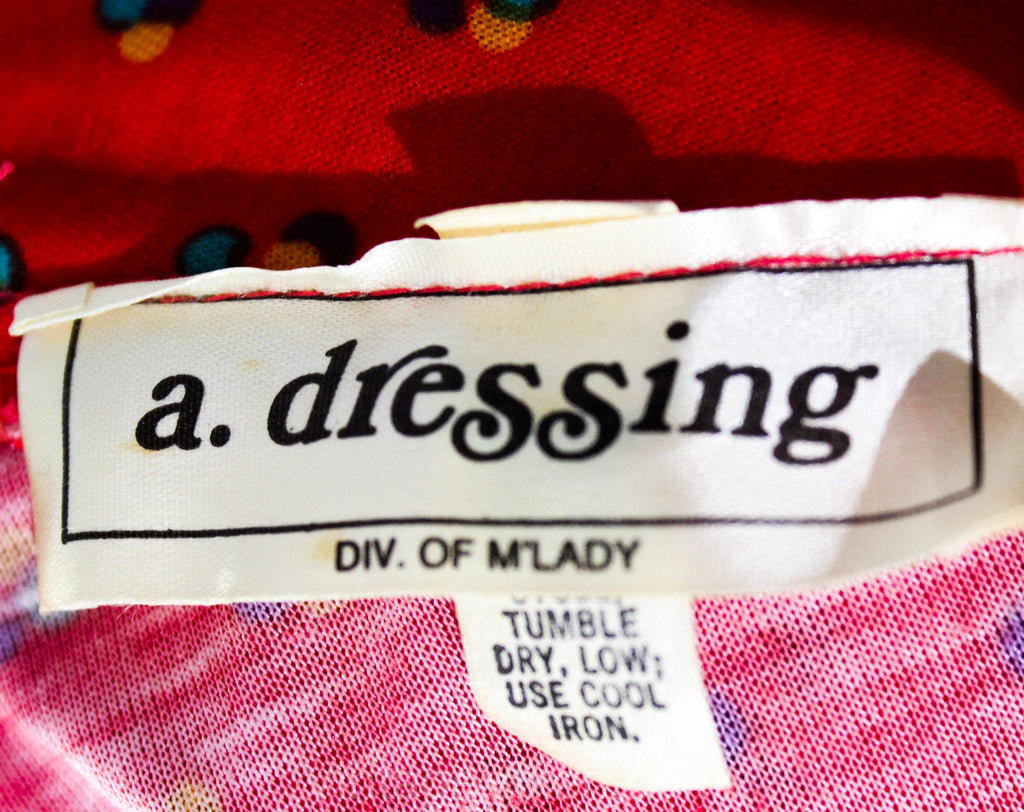 a. dressing
DIV. OF M'LADY
TUMBLE
DRY, LOW;
USE COOL
IRON.